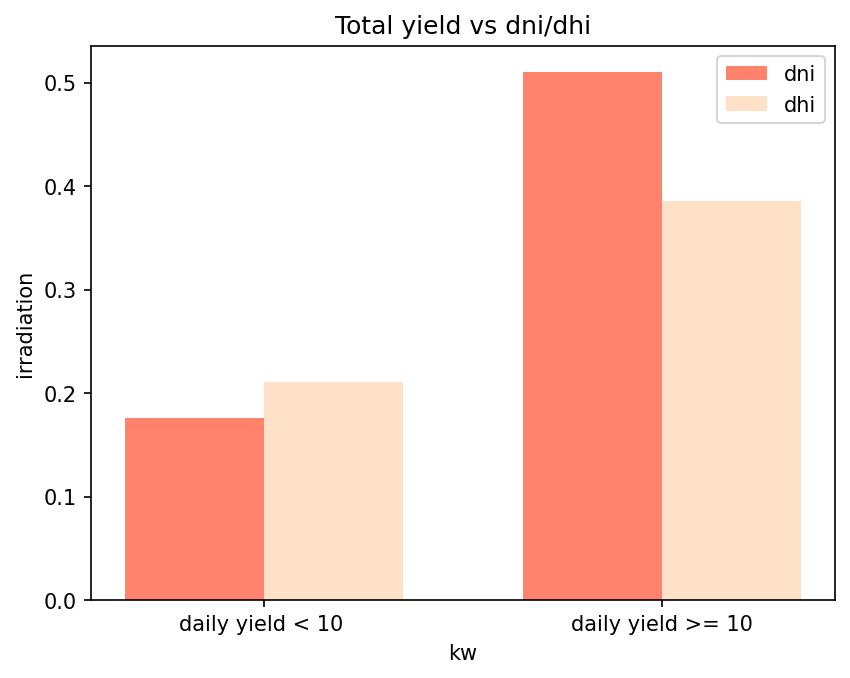 Total yield vs dni/dhi
dni
dhi
0.5
0.4
0.3
0.2
0.1
0.0
irradiation
daily yield < 10
daily yield >= 10
kw